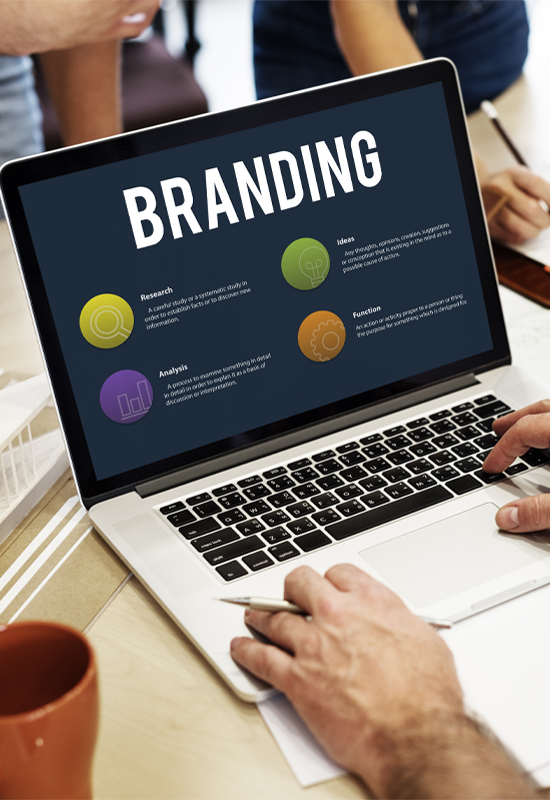 BRANDING
Research
A careful study or a systematic study in
order to establish facts or to discover new
information.
Ideas
Any thoughts, opinions, creation, suggestions
or conception that is existing in the mind as to a
possible cause of action.
Analysis
A process to examine something in detail
in detail in order to explain it as a basis of
discussion or interpretation.
Function
An action or activity proper to a person or thing
the purpose for something which is designed for